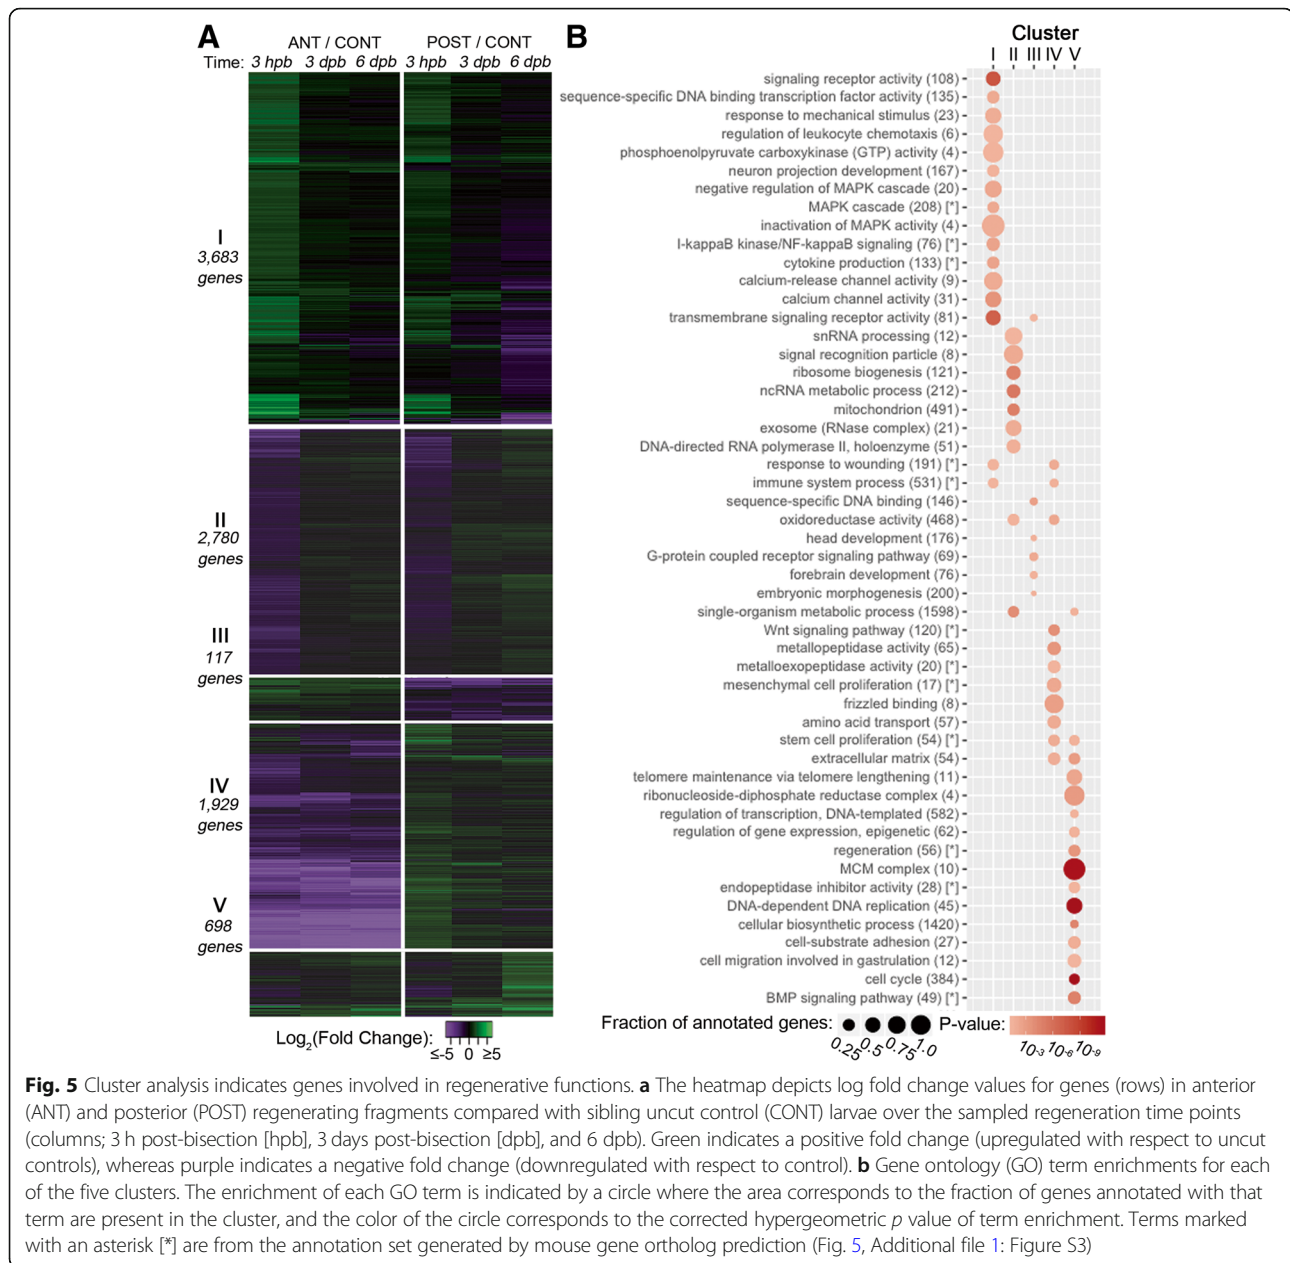 A
ANT / CONT
POST / CONT
Time: 3 hpb 3 dpb 6 dpb 3 hpb 3 dpb 6 dpb
I
3,683
genes
II
2,780
genes
III
117
genes
IV
1,929
genes
V
698
genes
Log2(Fold Change):
≤-5 0 ≥5
B
Cluster
I II III IV V
signaling receptor activity (108)
sequence-specific DNA binding transcription factor activity (135)
response to mechanical stimulus (23)
regulation of leukocyte chemotaxis (6)
phosphoenolpyruvate carboxykinase (GTP) activity (4)
neuron projection development (167)
negative regulation of MAPK cascade (20)
MAPK cascade (208) [*]
inactivation of MAPK activity (4)
I-kappaB kinase/NF-kappaB signaling (76) [*]
cytokine production (133) [*]
calcium-release channel activity (9)
calcium channel activity (31)
transmembrane signaling receptor activity (81)
snRNA processing (12)
signal recognition particle (8)
ribosome biogenesis (121)
ncRNA metabolic process (212)
mitochondrion (491)
exosome (RNase complex) (21)
DNA-directed RNA polymerase II, holoenzyme (51)
response to wounding (191) [*]
immune system process (531) [*]
sequence-specific DNA binding (146)
oxidoreductase activity (468)
head development (176)
G-protein coupled receptor signaling pathway (69)
forebrain development (76)
embryonic morphogenesis (200)
single-organism metabolic process (1598)
Wnt signaling pathway (120) [*]
metallopeptidase activity (65)
metalloexopeptidase activity (20) [*]
mesenchymal cell proliferation (17) [*]
frizzled binding (8)
amino acid transport (57)
stem cell proliferation (54) [*]
extracellular matrix (54)
telomere maintenance via telomere lengthening (11)
ribonucleoside-diphosphate reductase complex (4)
regulation of transcription, DNA-templated (582)
regulation of gene expression, epigenetic (62)
regeneration (56) [*]
MCM complex (10)
endopeptidase inhibitor activity (28) [*]
DNA-dependent DNA replication (45)
cellular biosynthetic process (1420)
cell-substrate adhesion (27)
cell migration involved in gastrulation (12)
cell cycle (384)
BMP signaling pathway (49) [*]
Fraction of annotated genes:
0.25 0.5 0.75 1.0
P-value:
10-3 10-6 10-9
Fig. 5 Cluster analysis indicates genes involved in regenerative functions. a The heatmap depicts log fold change values for genes (rows) in anterior
(ANT) and posterior (POST) regenerating fragments compared with sibling uncut control (CONT) larvae over the sampled regeneration time points
(columns; 3 h post-bisection [hpb], 3 days post-bisection [dpb], and 6 dpb). Green indicates a positive fold change (upregulated with respect to uncut
controls), whereas purple indicates a negative fold change (downregulated with respect to control). b Gene ontology (GO) term enrichments for each
of the five clusters. The enrichment of each GO term is indicated by a circle where the area corresponds to the fraction of genes annotated with that
term are present in the cluster, and the color of the circle corresponds to the corrected hypergeometric p value of term enrichment. Terms marked
with an asterisk [*] are from the annotation set generated by mouse gene ortholog prediction (Fig. 5, Additional file 1: Figure S3)